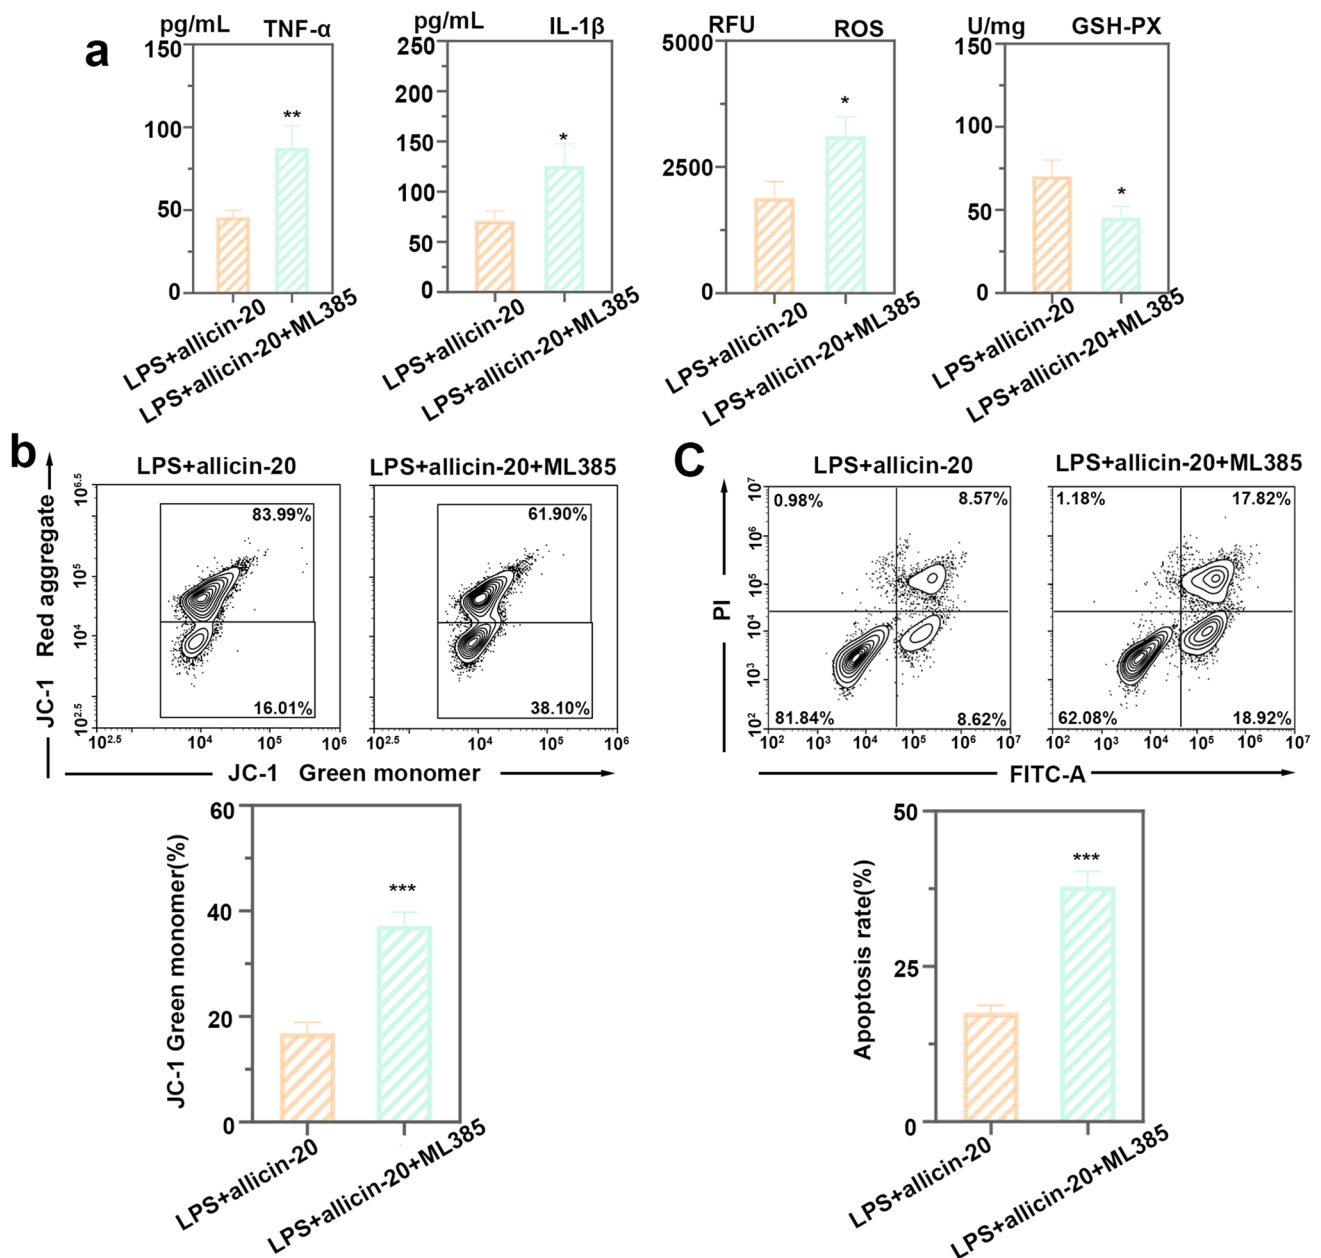 a
pg/mL TNF-α
150
100
50
0
**
LPS+allicin-20
LPS+allicin-20+ML385
pg/mL IL-1β
250
200
150
100
50
0
*
LPS+allicin-20
LPS+allicin-20+ML385
RFU ROS
5000
2500
0
*
LPS+allicin-20
LPS+allicin-20+ML385
U/mg GSH-PX
150
100
50
0
*
LPS+allicin-20
LPS+allicin-20+ML385
b
JC-1 Red aggregate
LPS+allicin-20
10^6.5
10^5
10^4
10^2.5
83.99%
16.01%
10^2.5 10^4 10^5 10^6
LPS+allicin-20+ML385
61.90%
38.10%
10^2.5 10^4 10^5 10^6
JC-1 Green monomer
JC-1 Green monomer(%)
60
40
20
0
***
LPS+allicin-20
LPS+allicin-20+ML385
C
PI
LPS+allicin-20
10^7
10^6
10^5
10^4
10^3
10^2
0.98% 8.57%
81.84% 8.62%
10^2 10^3 10^4 10^5 10^6 10^7
LPS+allicin-20+ML385
1.18% 17.82%
62.08% 18.92%
10^2 10^3 10^4 10^5 10^6 10^7
FITC-A
Apoptosis rate(%)
50
25
0
***
LPS+allicin-20
LPS+allicin-20+ML385